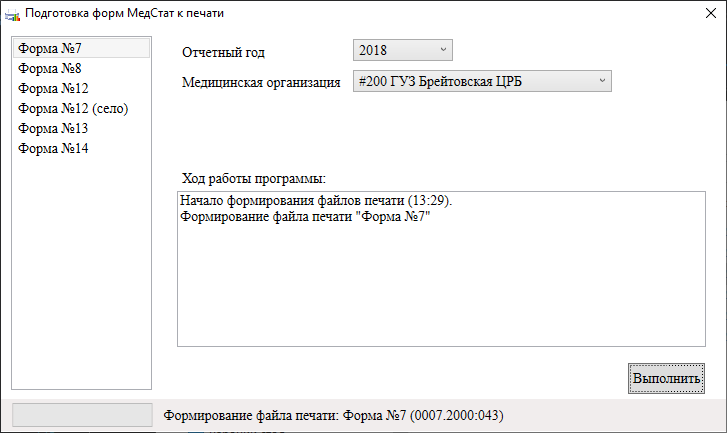 Подготовка форм МедСтат к печати
Форма №7
Форма №8
Форма №12
Форма №12 (село)
Форма №13
Форма №14
Отчетный год
2018
Медицинская организация
#200 ГУЗ Брейтовская ЦРБ
Ход работы программы:
Начало формирования файлов печати (13:29).
Формирование файла печати "Форма №7"
Выполнить
Формирование файла печати: Форма №7 (0007.2000:043)